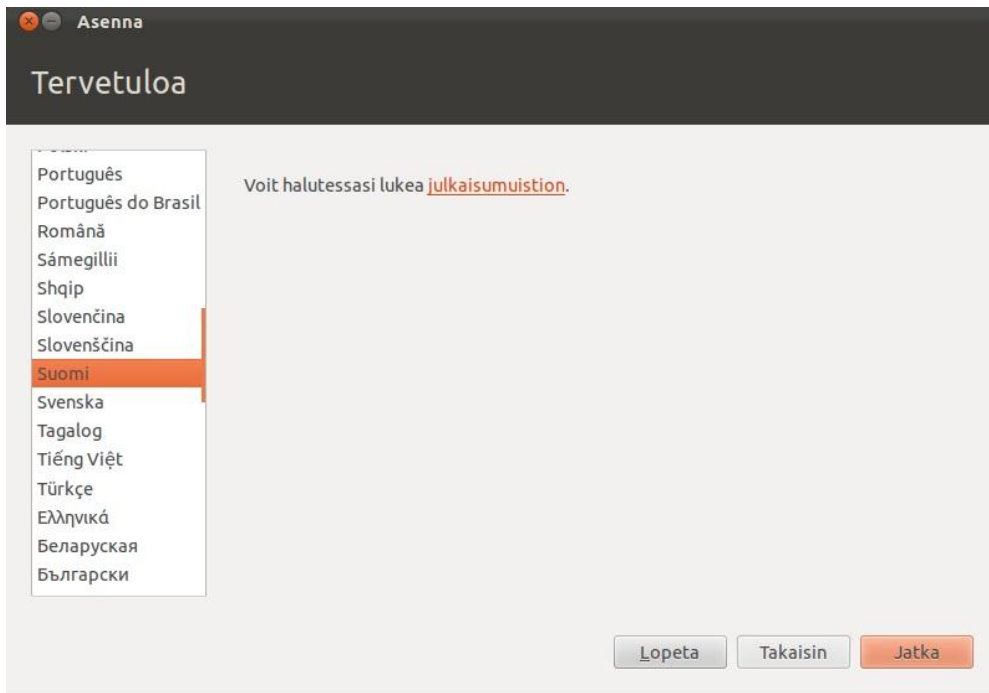 Asenna
Tervetuloa
Português
Português do Brasil
Română
Sámegillii
Shqip
Slovenčina
Slovenščina
Suomi
Svenska
Tagalog
Tiếng Việt
Türkçe
Ελληνικά
Беларуская
Български
Voit halutessasi lukea julkaisumuistion.
Lopeta
Takaisin
Jatka